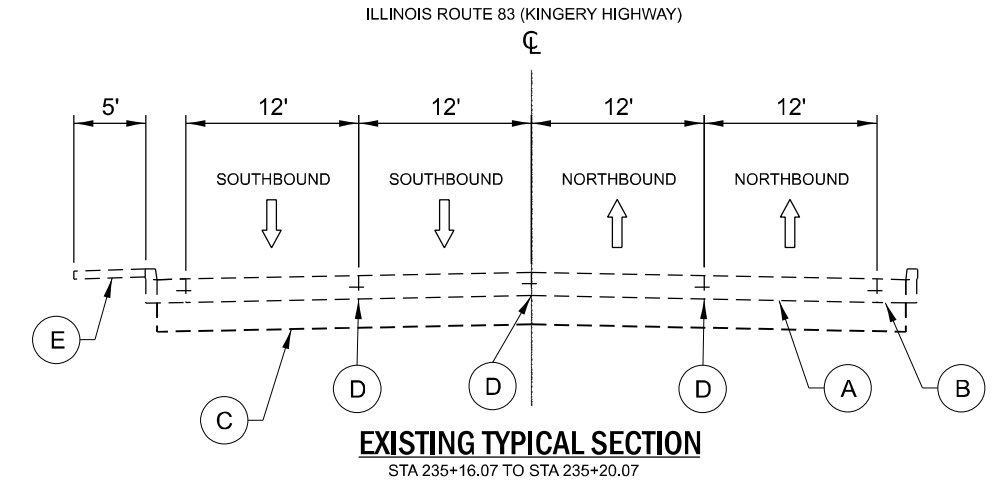 ILLINOIS ROUTE 83 (KINGERY HIGHWAY)
℄
5' 12' 12' 12' 12'
SOUTHBOUND SOUTHBOUND NORTHBOUND NORTHBOUND
E C D D D A B
EXISTING TYPICAL SECTION
STA 235+16.07 TO STA 235+20.07